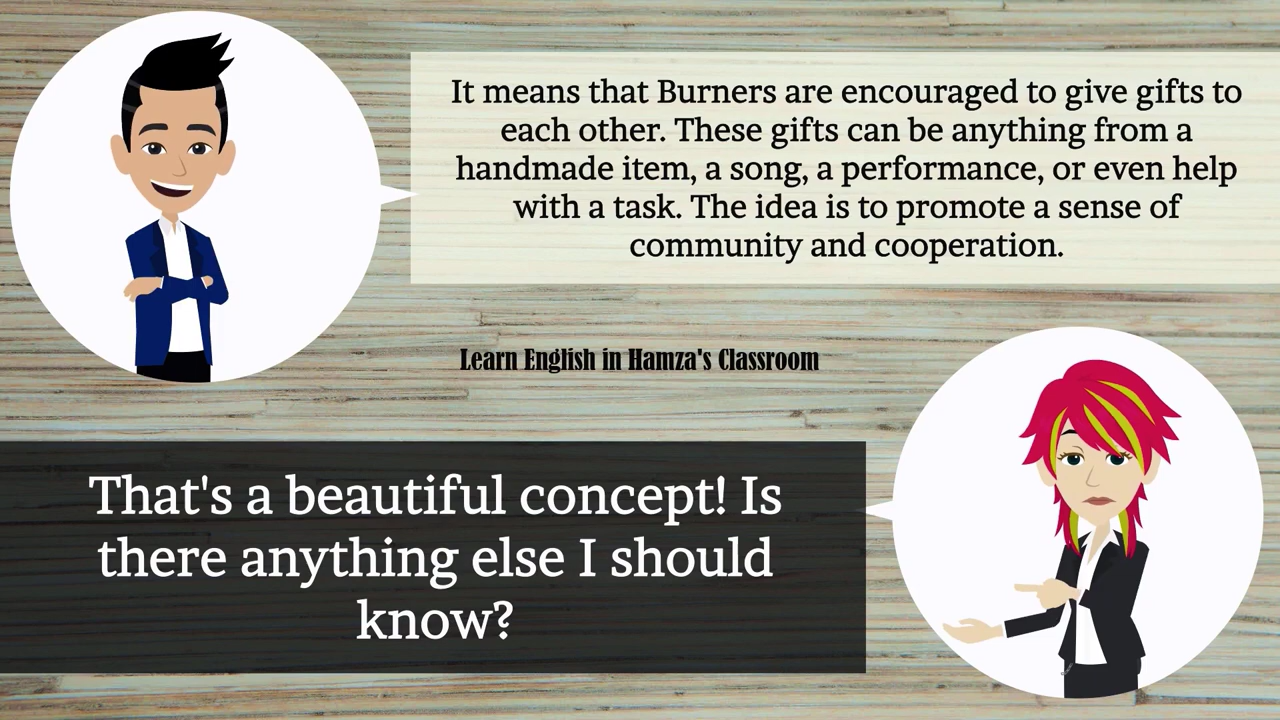 It means that Burners are encouraged to give gifts to
each other. These gifts can be anything from a
handmade item, a song, a performance, or even help
with a task. The idea is to promote a sense of
community and cooperation.
Learn English in Hamza's Classroom
That's a beautiful concept! Is
there anything else I should
know?